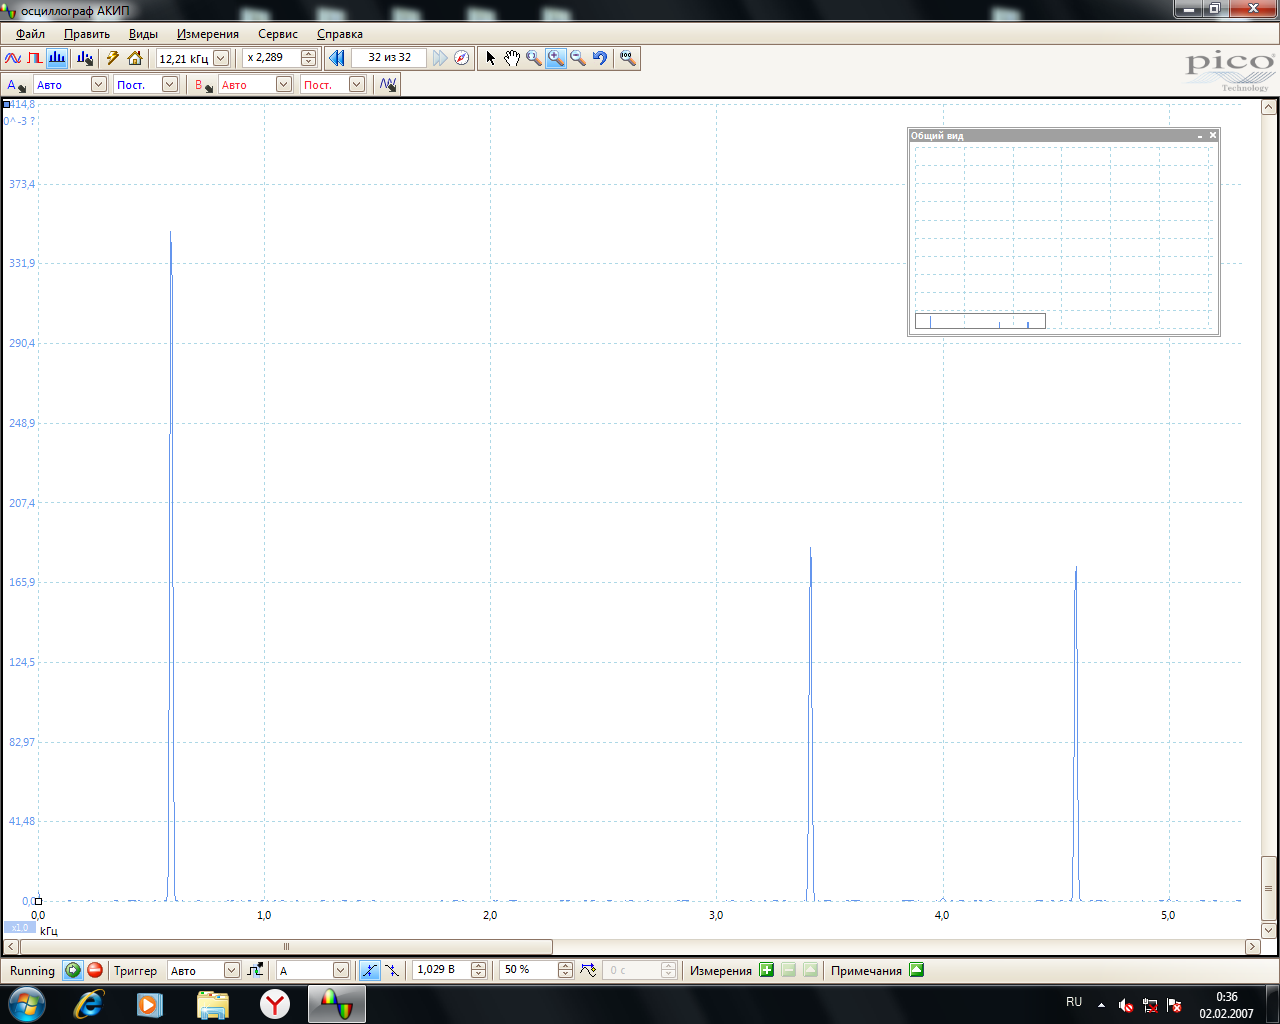 осциллограф АКИП
Файл Править Виды Измерения Сервис Справка
12,21 кГц x 2,289 32 из 32
A Авто Пост. B Авто Пост.
pico
Technology
414,8
0^-3 ?
Общий вид
373,4
331,9
290,4
248,9
207,4
165,9
124,5
82,97
41,48
0,0
0,0 1,0 2,0 3,0 4,0 5,0
x1,0
кГц
Running Триггер Авто A 1,029 В 50 % 0 с Измерения Примечания
RU
0:36
02.02.2007